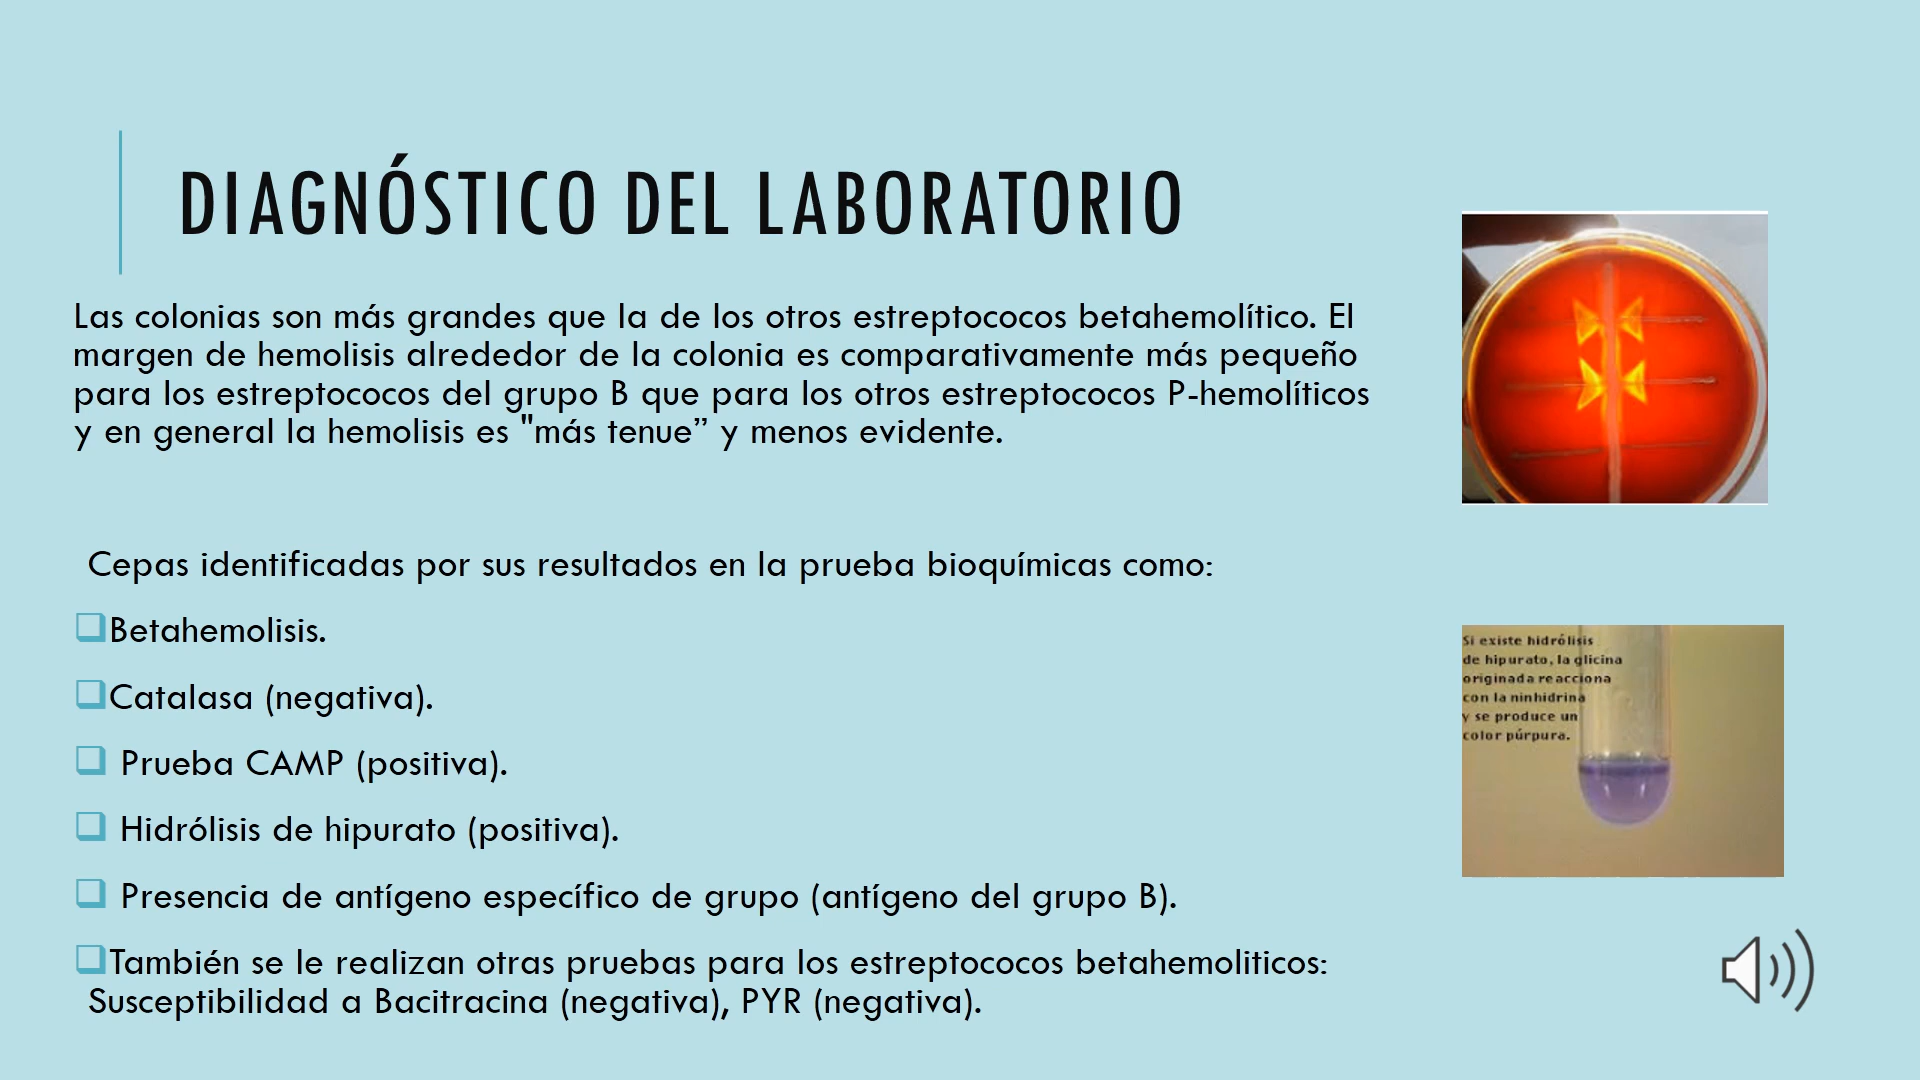 DIAGNÓSTICO DEL LABORATORIO
Las colonias son más grandes que la de los otros estreptococos betahemolítico. El
margen de hemolisis alrededor de la colonia es comparativamente más pequeño
para los estreptococos del grupo B que para los otros estreptococos P-hemolíticos
y en general la hemolisis es "más tenue” y menos evidente.
Cepas identificadas por sus resultados en la prueba bioquímicas como:
Betahemolisis.
Catalasa (negativa).
Prueba CAMP (positiva).
Hidrólisis de hipurato (positiva).
Presencia de antígeno específico de grupo (antígeno del grupo B).
También se le realizan otras pruebas para los estreptococos betahemoliticos:
Susceptibilidad a Bacitracina (negativa), PYR (negativa).
Si existe hidrólisis
de hipurato, la glicina
originada reacciona
con la ninhidrina
y se produce un
color púrpura.